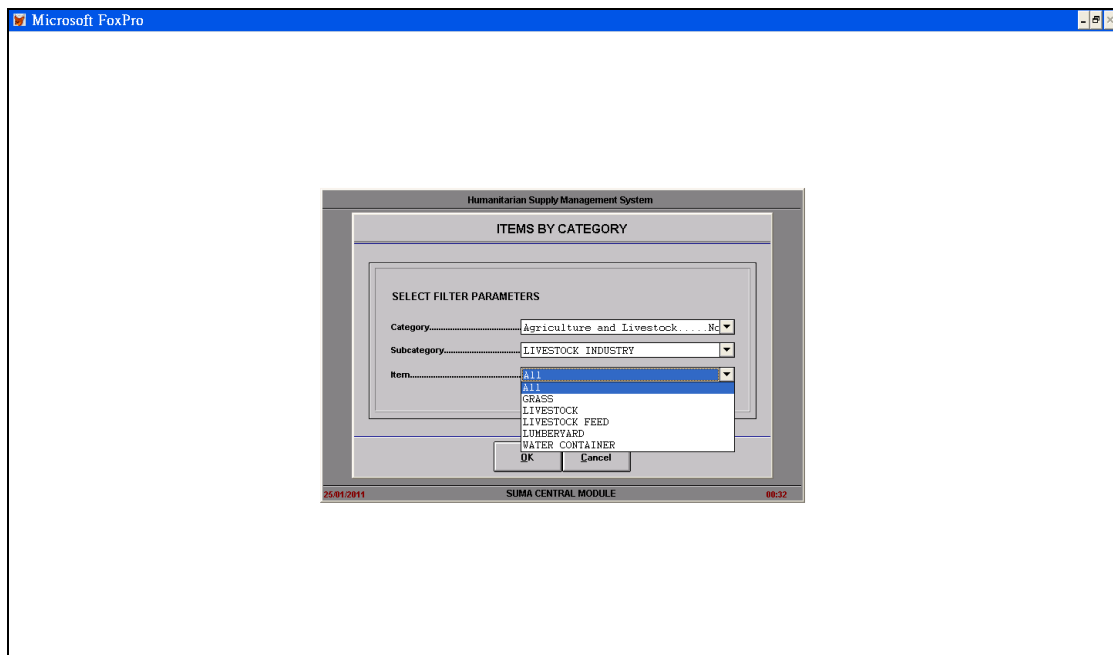 Microsoft FoxPro
Humanitarian Supply Management System
ITEMS BY CATEGORY
SELECT FILTER PARAMETERS
Category.................................... Agriculture and Livestock.....No
Subcategory............................... LIVESTOCK INDUSTRY
Item............................................ All
All
GRASS
LIVESTOCK
LIVESTOCK FEED
LUMBERYARD
WATER CONTAINER
OK Cancel
25/01/2011 SUMA CENTRAL MODULE 08:32